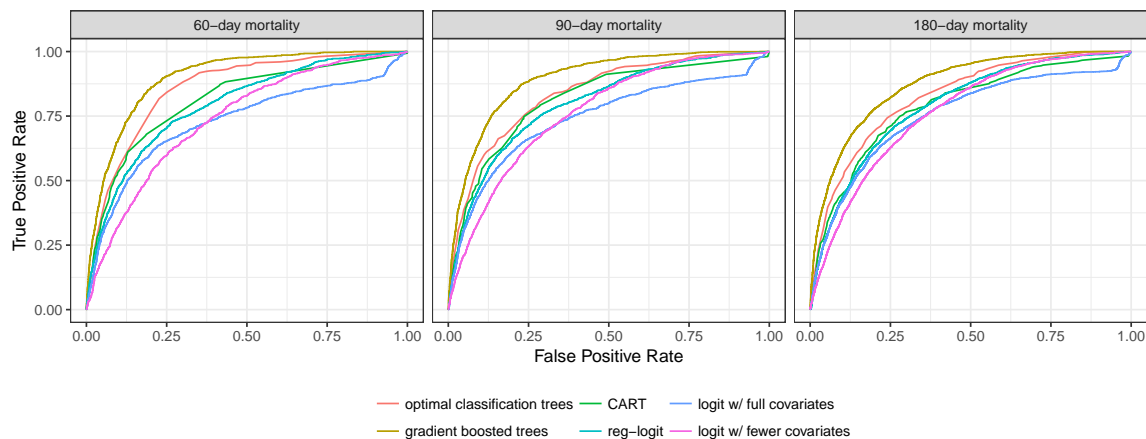 60−day mortality
90−day mortality
180−day mortality
True Positive Rate
1.00
0.75
0.50
0.25
0.00
0.00 0.25 0.50 0.75 1.00
0.00 0.25 0.50 0.75 1.00
0.00 0.25 0.50 0.75 1.00
False Positive Rate
optimal classification trees CART logit w/ full covariates
gradient boosted trees reg−logit logit w/ fewer covariates